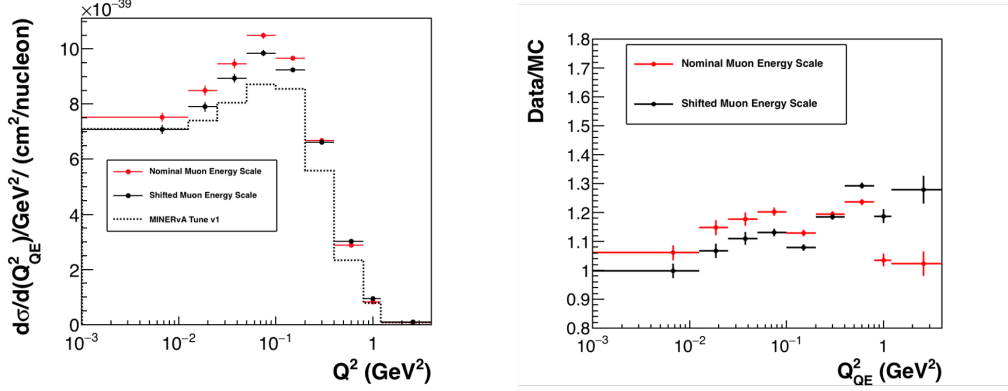 ×10⁻³⁹
10
8
6
4
2
0
10⁻³
10⁻²
10⁻¹
1
dσ/d(Q²_QE)/GeV²/ (cm²/nucleon)
Q² (GeV²)
Nominal Muon Energy Scale
Shifted Muon Energy Scale
MINERvA Tune v1
Data/MC
1.8
1.7
1.6
1.5
1.4
1.3
1.2
1.1
1
0.9
0.8
10⁻³
10⁻²
10⁻¹
1
Q²_QE (GeV²)
Nominal Muon Energy Scale
Shifted Muon Energy Scale